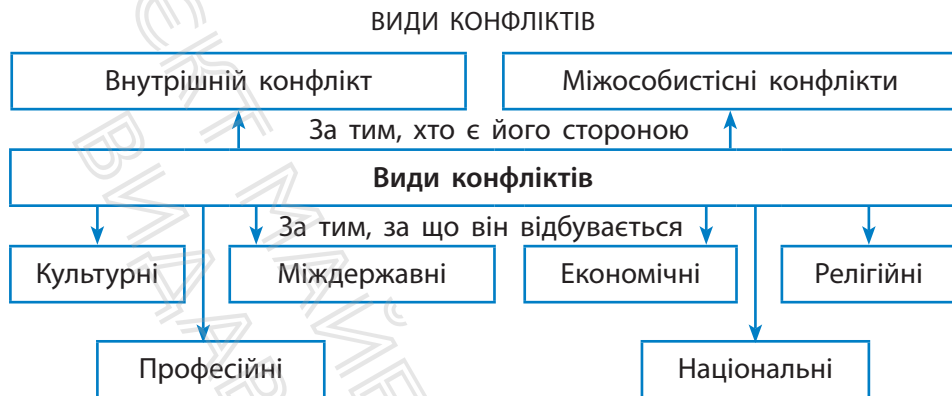 ВИДИ КОНФЛІКТІВ
Внутрішній конфлікт
Міжособистісні конфлікти
За тим, хто є його стороною
Види конфліктів
За тим, за що він відбувається
Культурні
Міждержавні
Економічні
Релігійні
Професійні
Національні